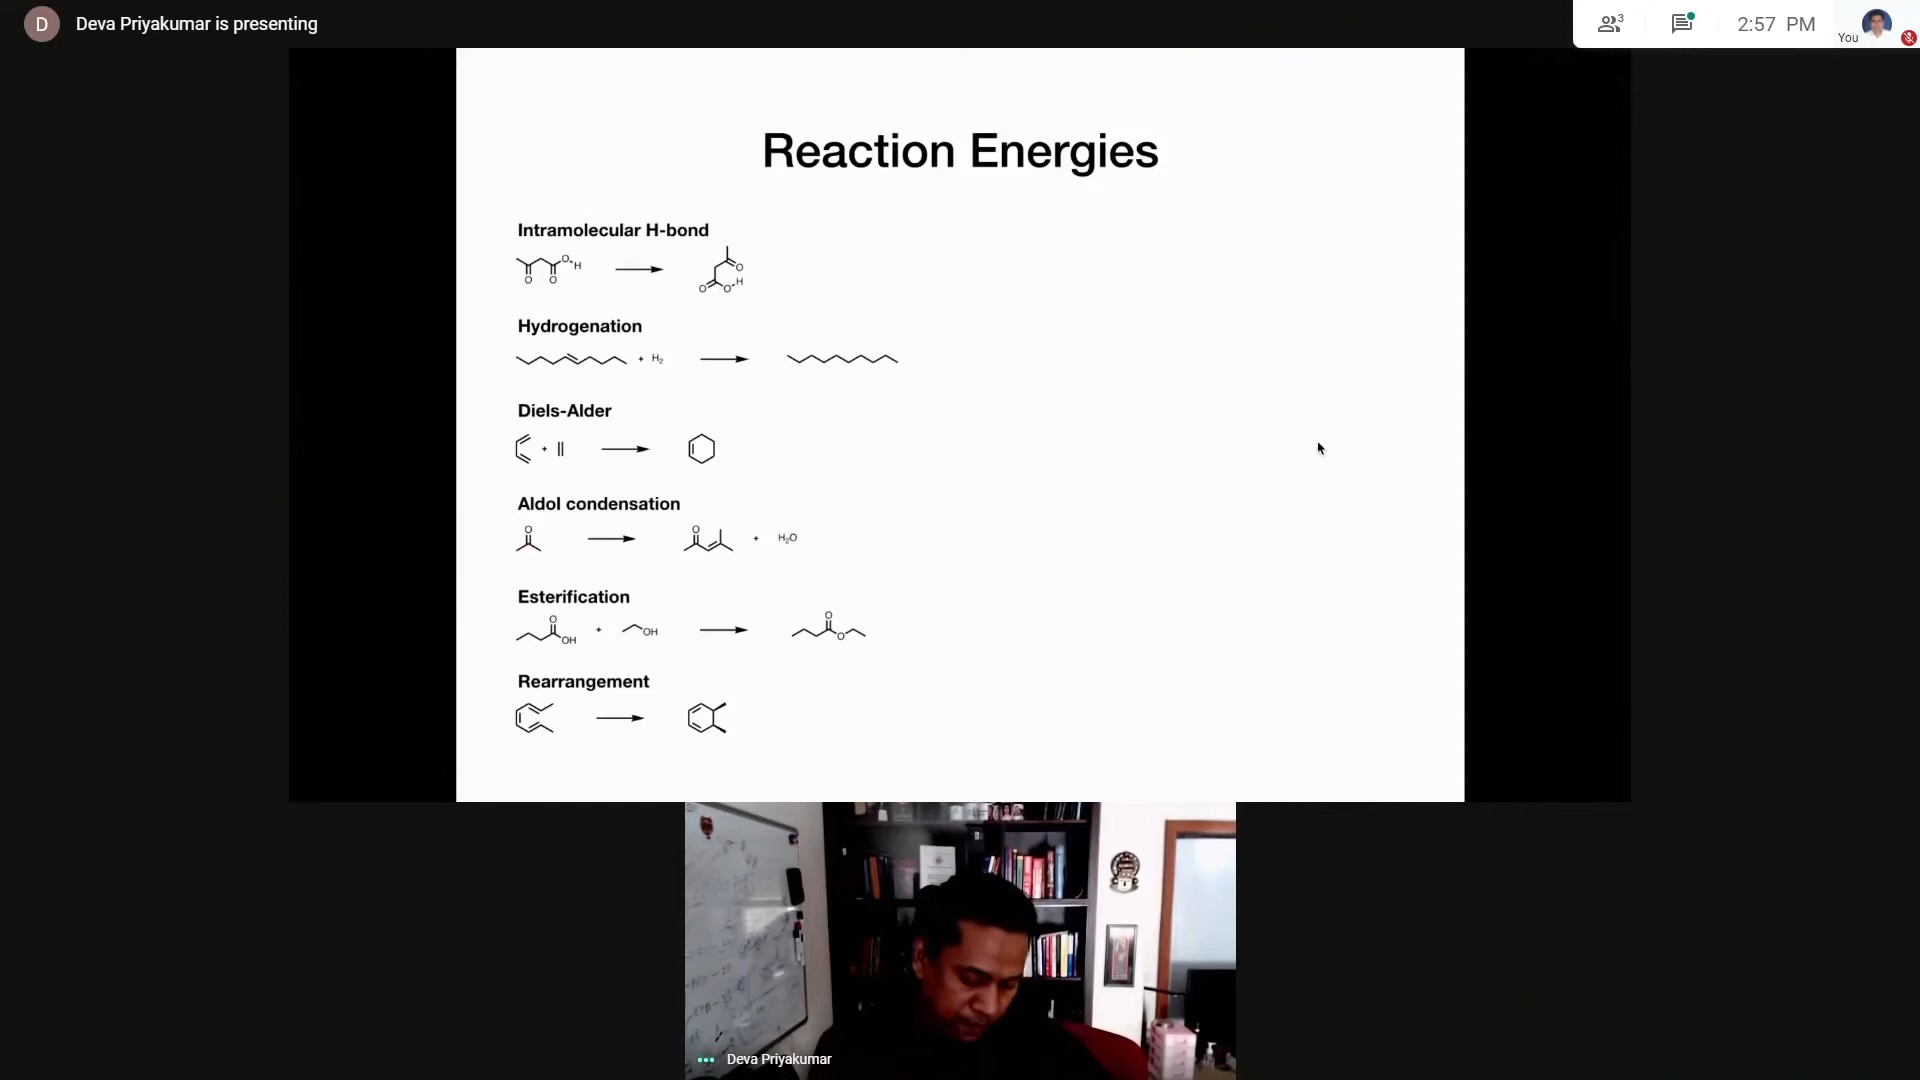 D Deva Priyakumar is presenting
3
2:57 PM
You
Reaction Energies
Intramolecular H-bond
O H O O
O O O H
Hydrogenation
+ H₂
Diels-Alder
+
Aldol condensation
O O + H₂O
Esterification
O OH + OH O O
Rearrangement
Deva Priyakumar